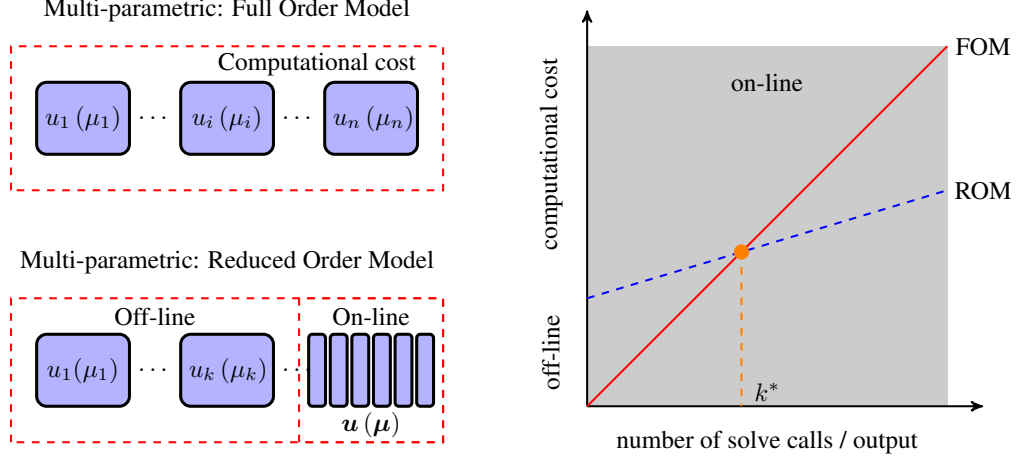 Multi-parametric: Full Order Model
Computational cost
u₁ (μ₁) ··· uᵢ (μᵢ) ··· uₙ (μₙ)
Multi-parametric: Reduced Order Model
Off-line
On-line
u₁(μ₁) ··· uₖ (μₖ) ···
u (μ)
off-line
computational cost
on-line
FOM
ROM
k*
number of solve calls / output